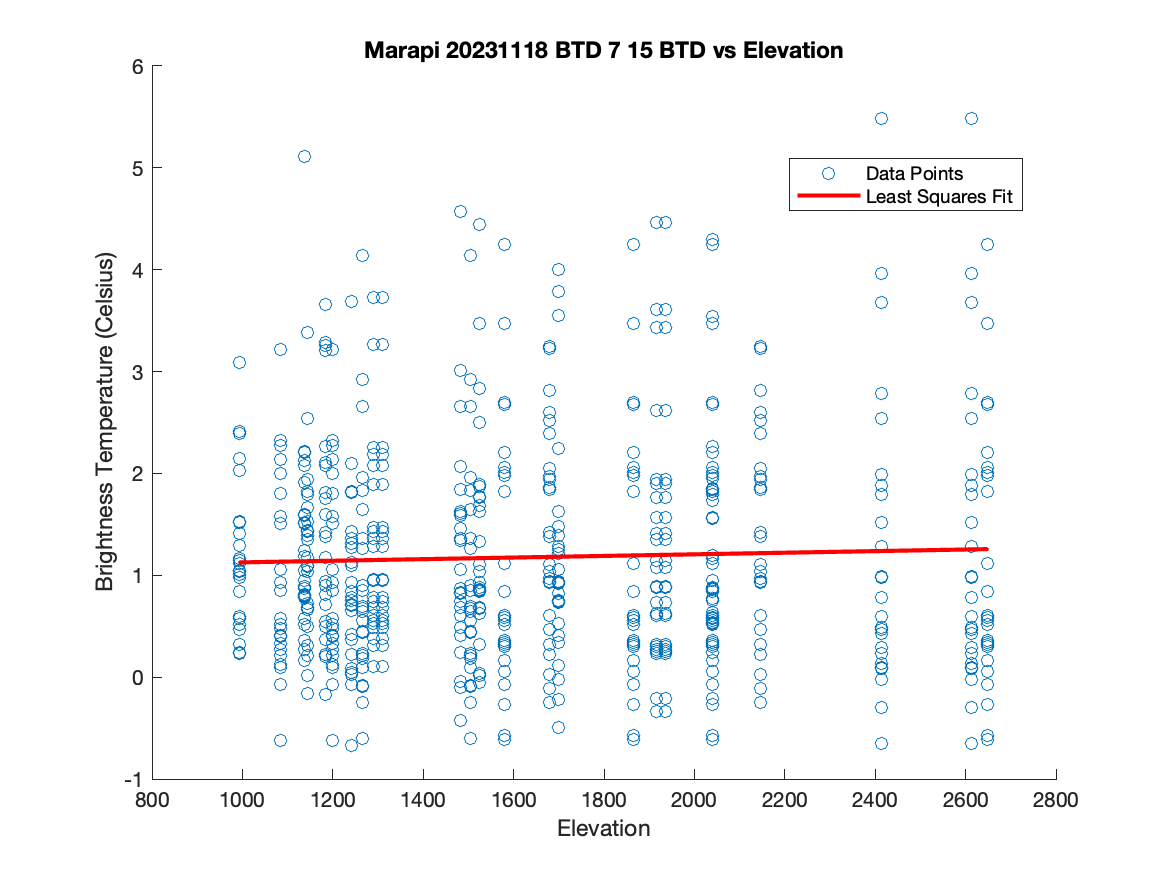 Marapi 20231118 BTD 7 15 BTD vs Elevation
6
5
4
3
2
1
0
-1
Brightness Temperature (Celsius)
Data Points
Least Squares Fit
800 1000 1200 1400 1600 1800 2000 2200 2400 2600 2800
Elevation